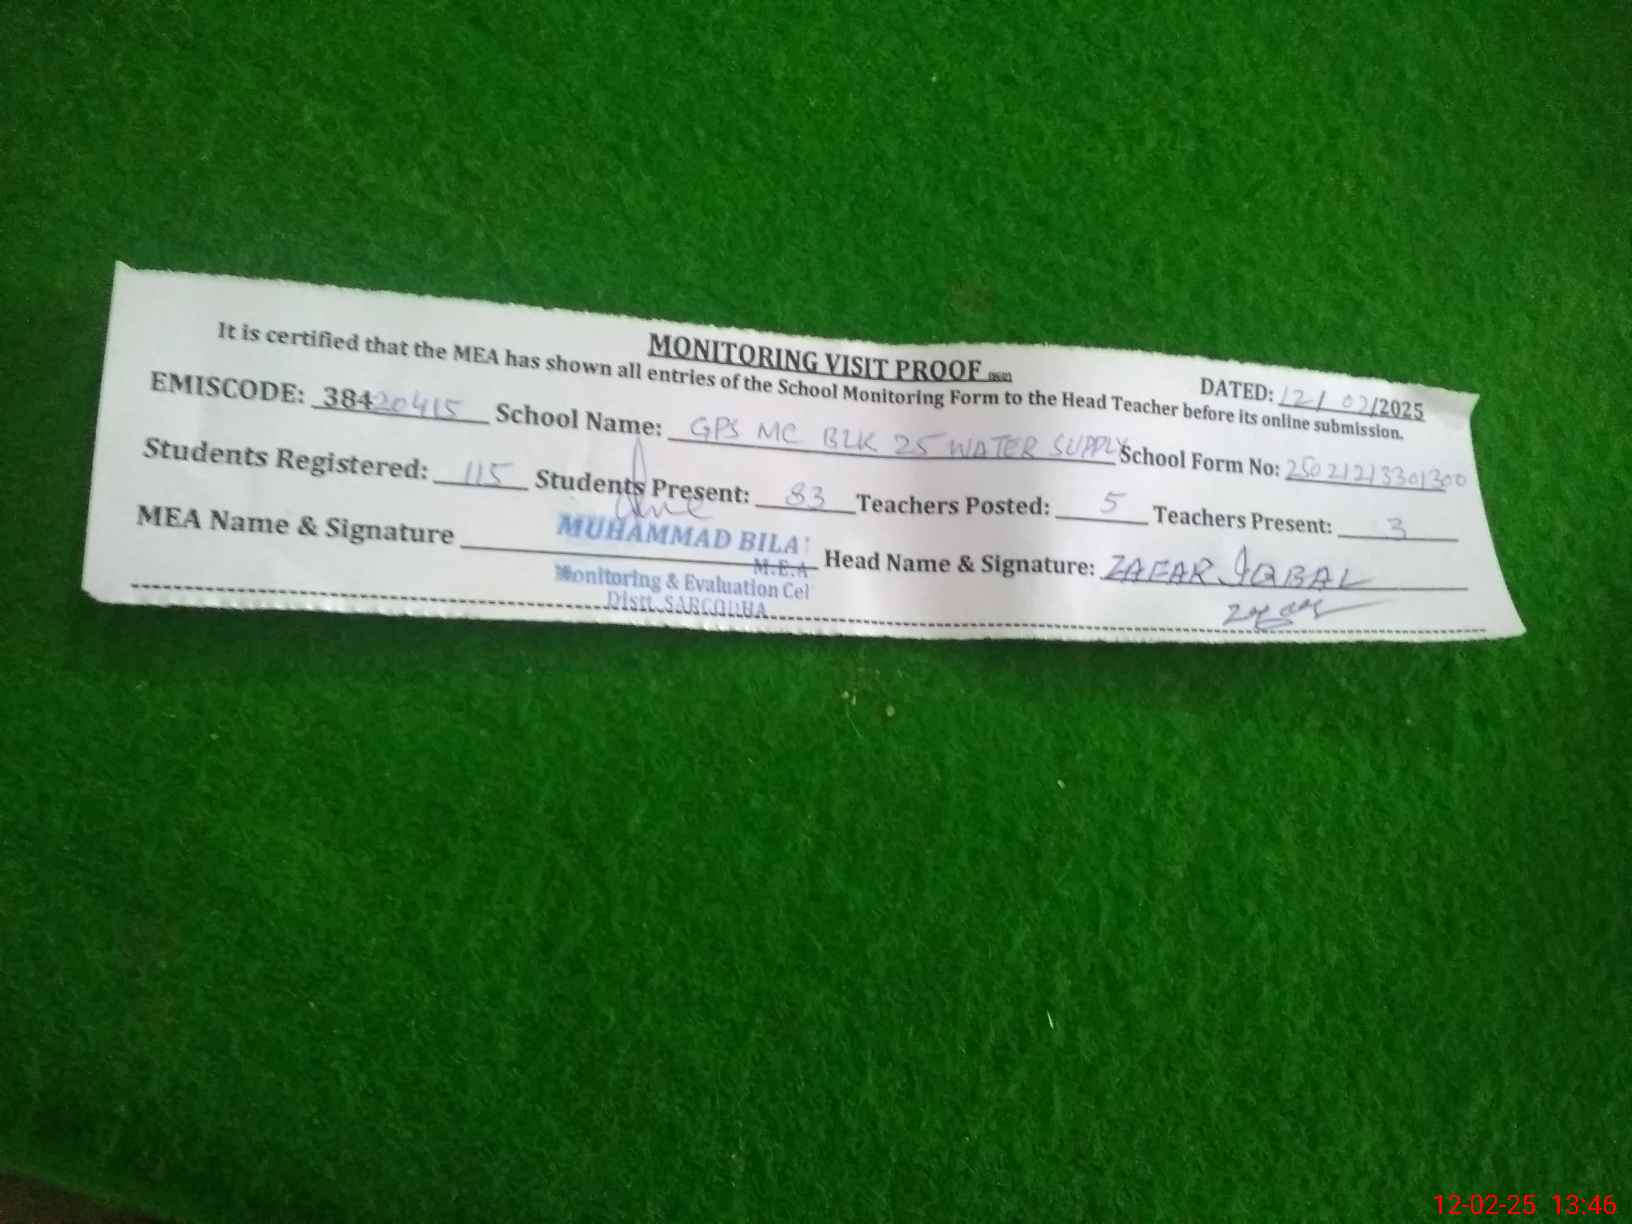 MONITORING VISIT PROOF
DATED: 12/02/2025
It is certified that the MEA has shown all entries of the School Monitoring Form to the Head Teacher before its online submission.
EMISCODE: 38420415 School Name: GPS MC BLK 25 WATER SUPPLY School Form No: 25021213301300
Students Registered: 115 Students Present: 83 Teachers Posted: 5 Teachers Present: 3
MEA Name & Signature MUHAMMAD BILA Head Name & Signature: ZAFAR IQBAL
M.E.A
Monitoring & Evaluation Cel
Distt. SARGODHA
12-02-25 13:46